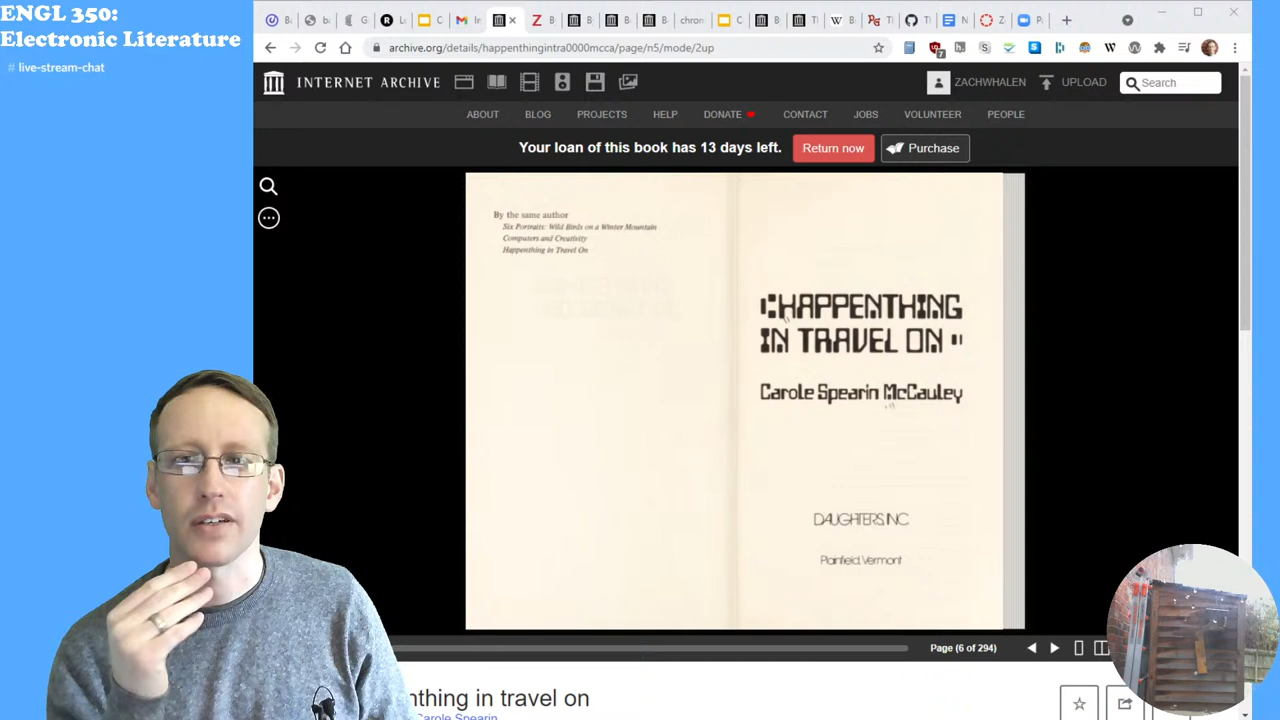 ENGL 350:
Electronic Literature
# live-stream-chat
archive.org/details/happenthingintra0000mcca/page/n5/mode/2up
INTERNET ARCHIVE
ZACHWHALEN
UPLOAD
Search
ABOUT BLOG PROJECTS HELP DONATE CONTACT JOBS VOLUNTEER PEOPLE
Your loan of this book has 13 days left. Return now Purchase
By the same author
Six Portraits: Wild Birds on a Winter Mountain
Computers and Creativity
Happenthing in Travel On
HAPPENTHING
IN TRAVEL ON
Carole Spearin McCauley
DAUGHTERS, INC.
Plainfield, Vermont
Page (6 of 294)
nthing in travel on
Carole Spearin